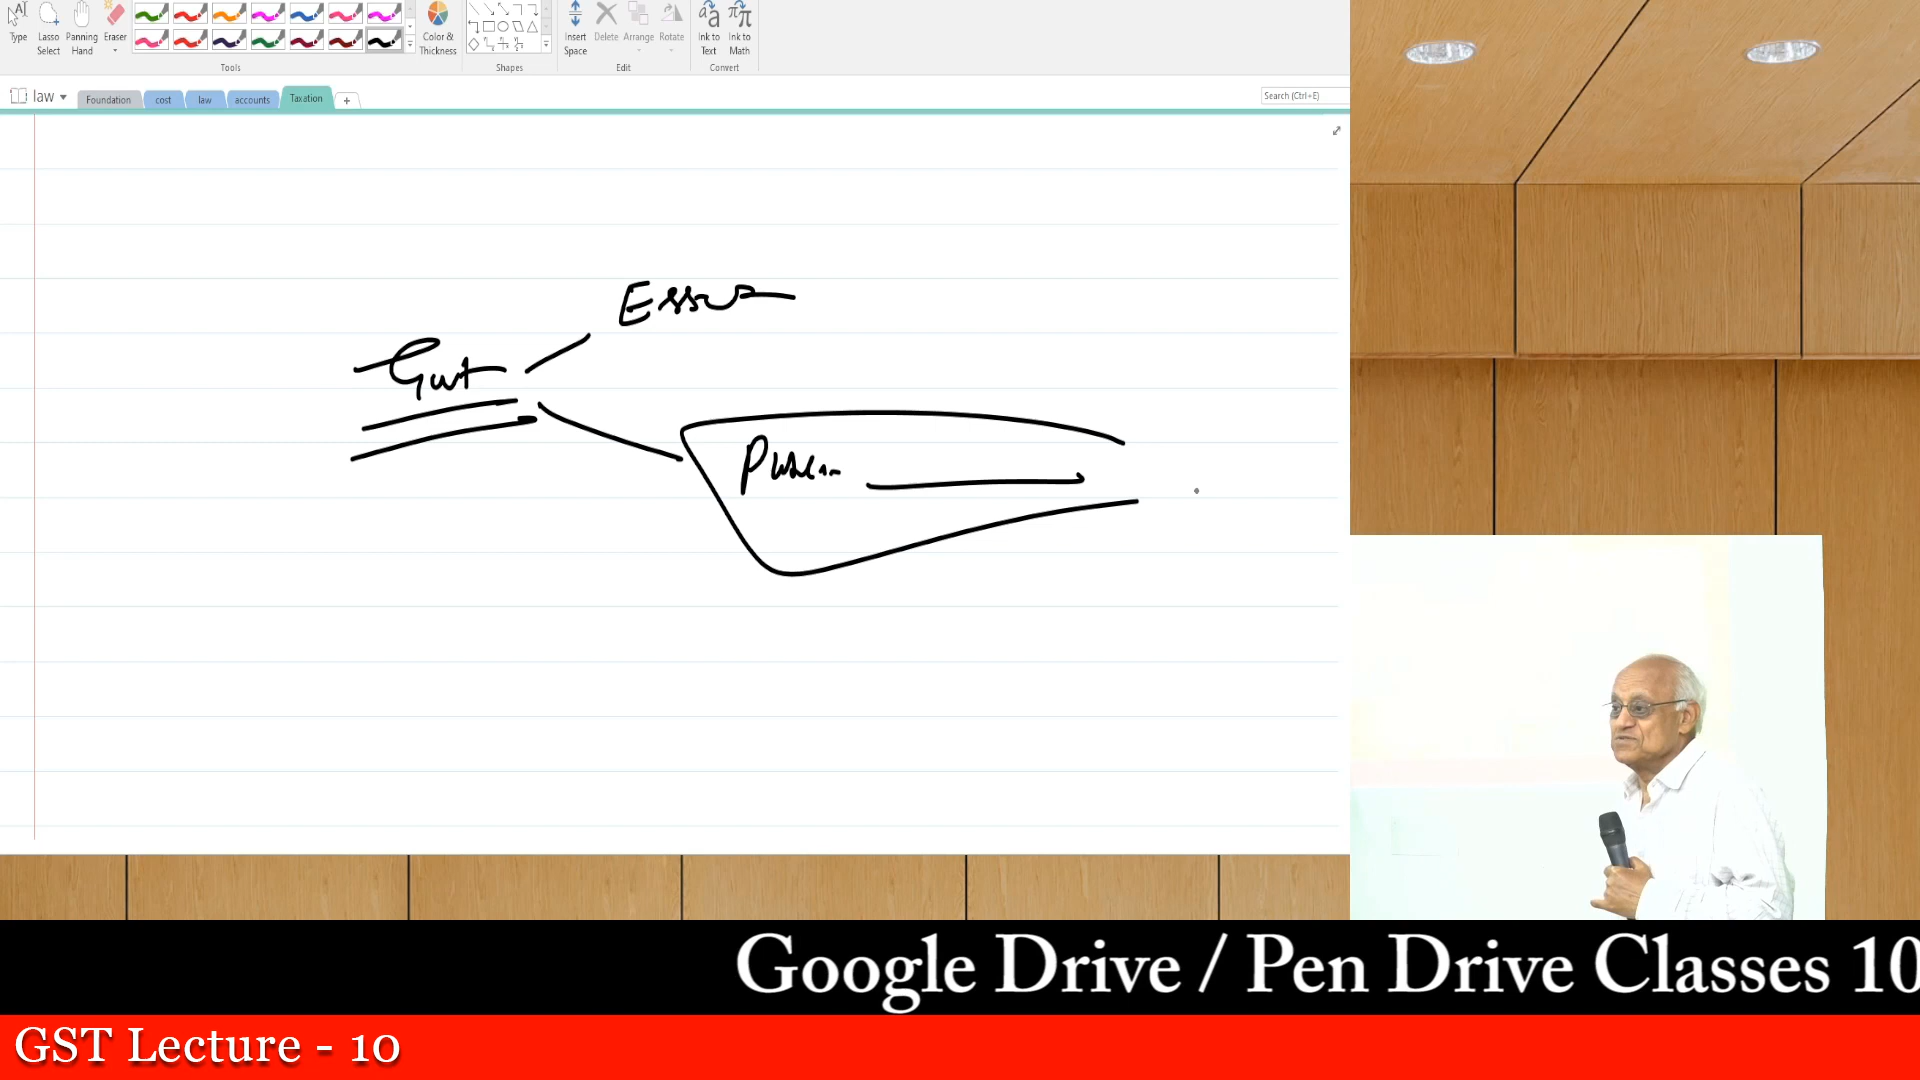 Type
Lasso Select
Panning Hand
Eraser
Color & Thickness
Insert Space
Delete
Arrange
Rotate
Ink to Text
Ink to Math
Tools
Shapes
Edit
Convert
law
Foundation
cost
law
accounts
Taxation
+
Search (Ctrl+E)
Govt
Google Drive / Pen Drive Classes 10
GST Lecture - 10